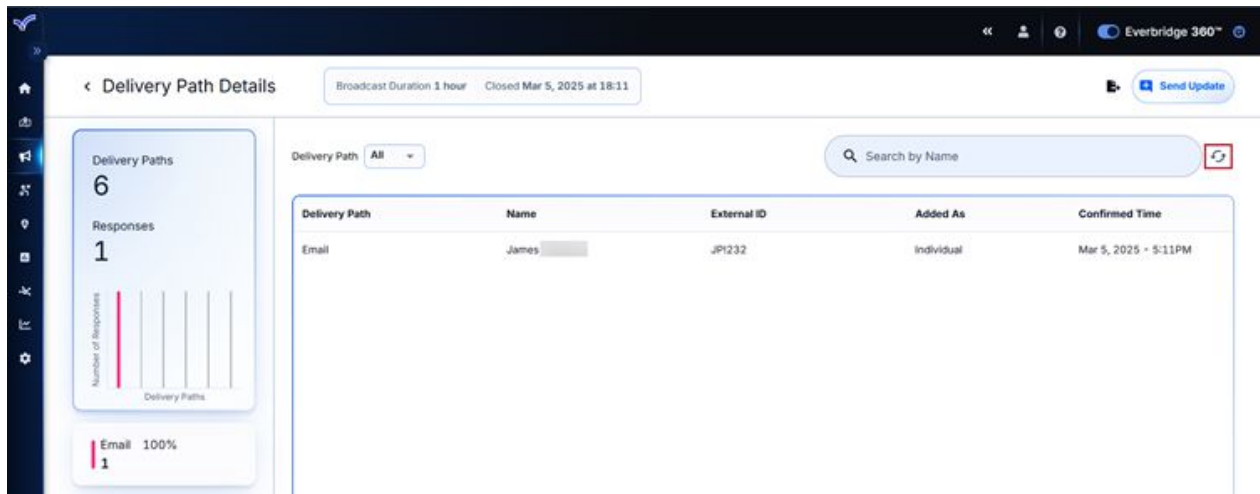 Everbridge 360™
Delivery Path Details
Broadcast Duration 1 hour Closed Mar 5, 2025 at 18:11
Send Update
Delivery Paths
6
Responses
1
Number of Responses
Delivery Paths
Email 100%
1
Delivery Path All
Search by Name
Delivery Path Name External ID Added As Confirmed Time
Email James JPI232 Individual Mar 5, 2025 - 5:11PM